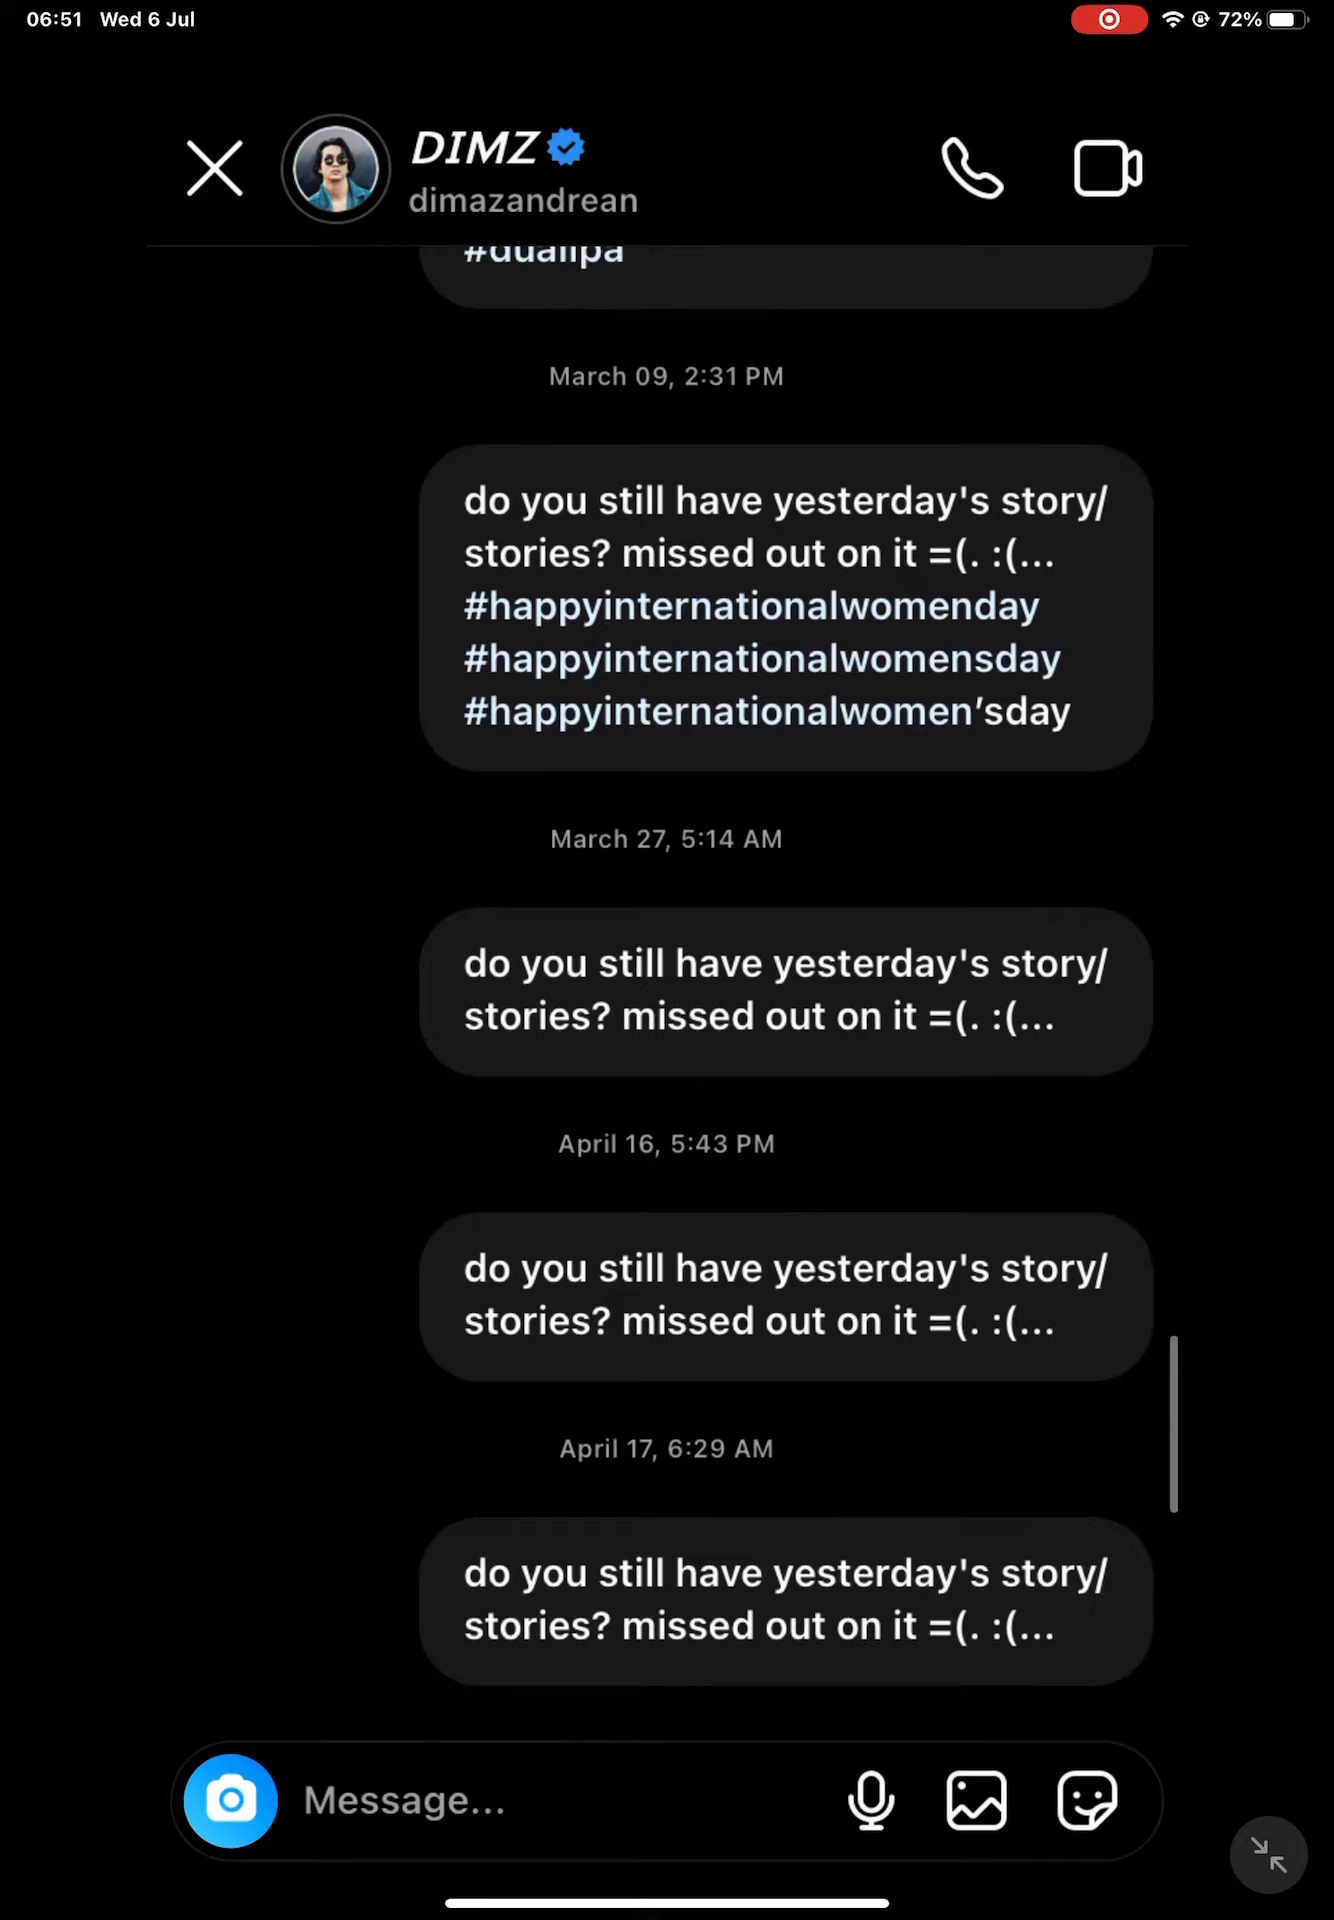 06:51 Wed 6 Jul
72%
DIMZ
dimazandrean
#dualipa
March 09, 2:31 PM
do you still have yesterday's story/
stories? missed out on it =(. :(...
#happyinternationalwomenday
#happyinternationalwomensday
#happyinternationalwomen’sday
March 27, 5:14 AM
do you still have yesterday's story/
stories? missed out on it =(. :(...
April 16, 5:43 PM
do you still have yesterday's story/
stories? missed out on it =(. :(...
April 17, 6:29 AM
do you still have yesterday's story/
stories? missed out on it =(. :(...
Message...